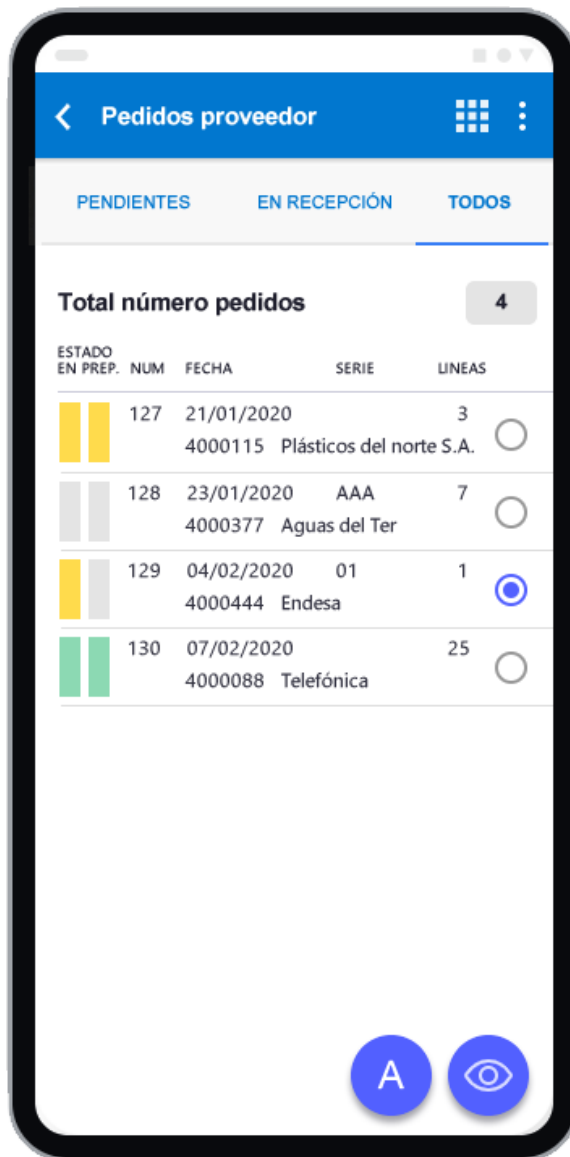 Pedidos proveedor
PENDIENTES EN RECEPCIÓN TODOS
Total número pedidos 4
ESTADO
EN PREP. NUM FECHA SERIE LINEAS
127 21/01/2020 3
4000115 Plásticos del norte S.A.
128 23/01/2020 AAA 7
4000377 Aguas del Ter
129 04/02/2020 01 1
4000444 Endesa
130 07/02/2020 25
4000088 Telefónica
A